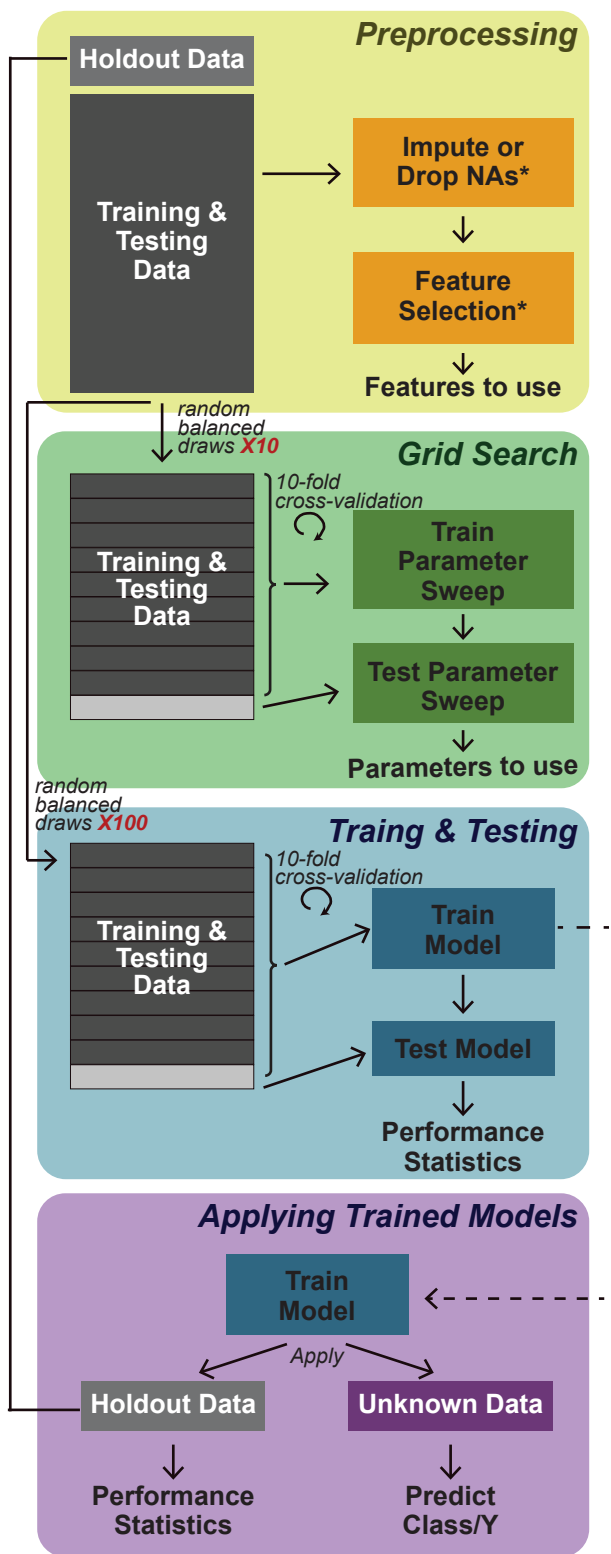 Preprocessing
Holdout Data
Training &
Testing
Data
Impute or
Drop NAs*
Feature
Selection*
Features to use
random
balanced
draws X10
Grid Search
10-fold
cross-validation
Training &
Testing
Data
Train
Parameter
Sweep
Test Parameter
Sweep
Parameters to use
random
balanced
draws X100
Traing & Testing
10-fold
cross-validation
Training &
Testing
Data
Train
Model
Test Model
Performance
Statistics
Applying Trained Models
Train
Model
Apply
Holdout Data
Unknown Data
Performance
Statistics
Predict
Class/Y